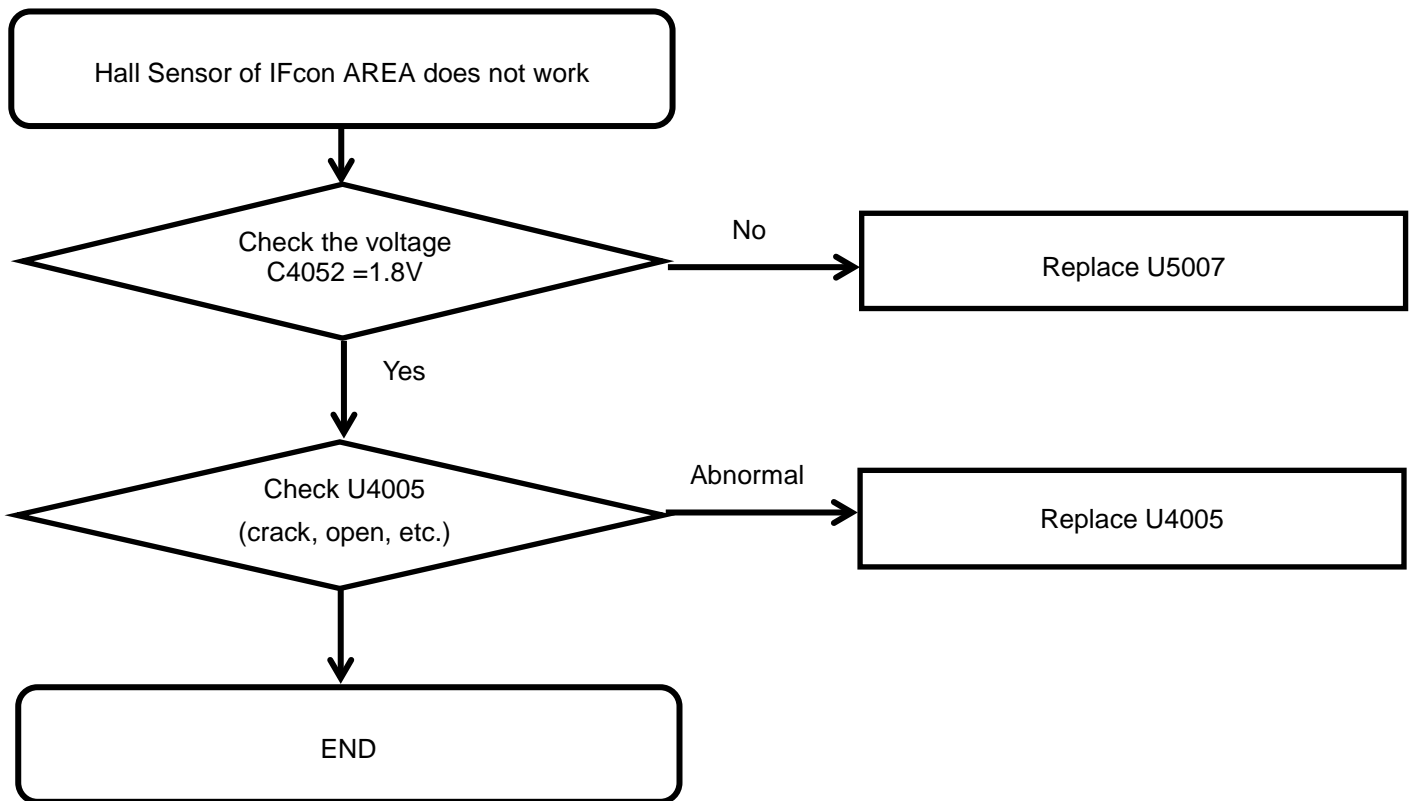 Hall Sensor of IFcon AREA does not work
Check the voltage
C4052 =1.8V
No
Replace U5007
Yes
Check U4005
(crack, open, etc.)
Abnormal
Replace U4005
END